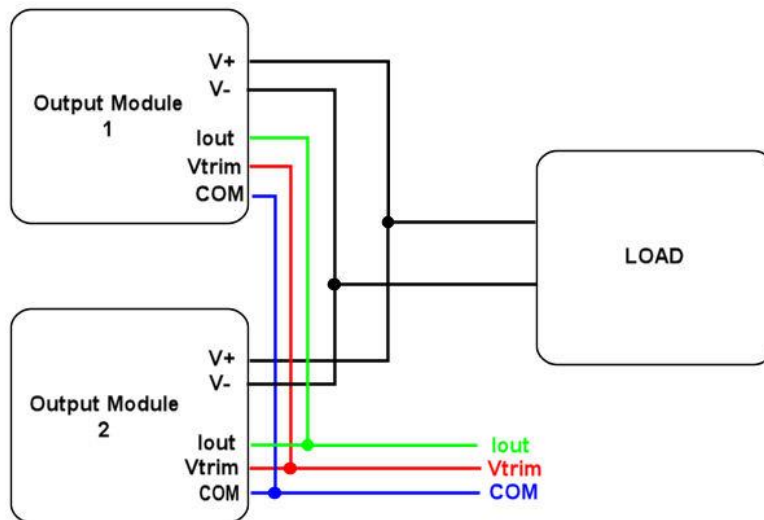 Output Module
1
V+
V-
Iout
Vtrim
COM
LOAD
Output Module
2
V+
V-
Iout
Vtrim
COM
Iout
Vtrim
COM